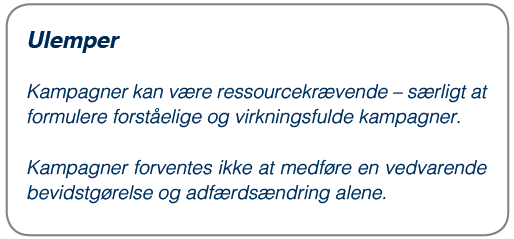 Ulemper
Kampagner kan være ressourcekrævende – særligt at
formulere forståelige og virkningsfulde kampagner.
Kampagner forventes ikke at medføre en vedvarende
bevidstgørelse og adfærdsændring alene.